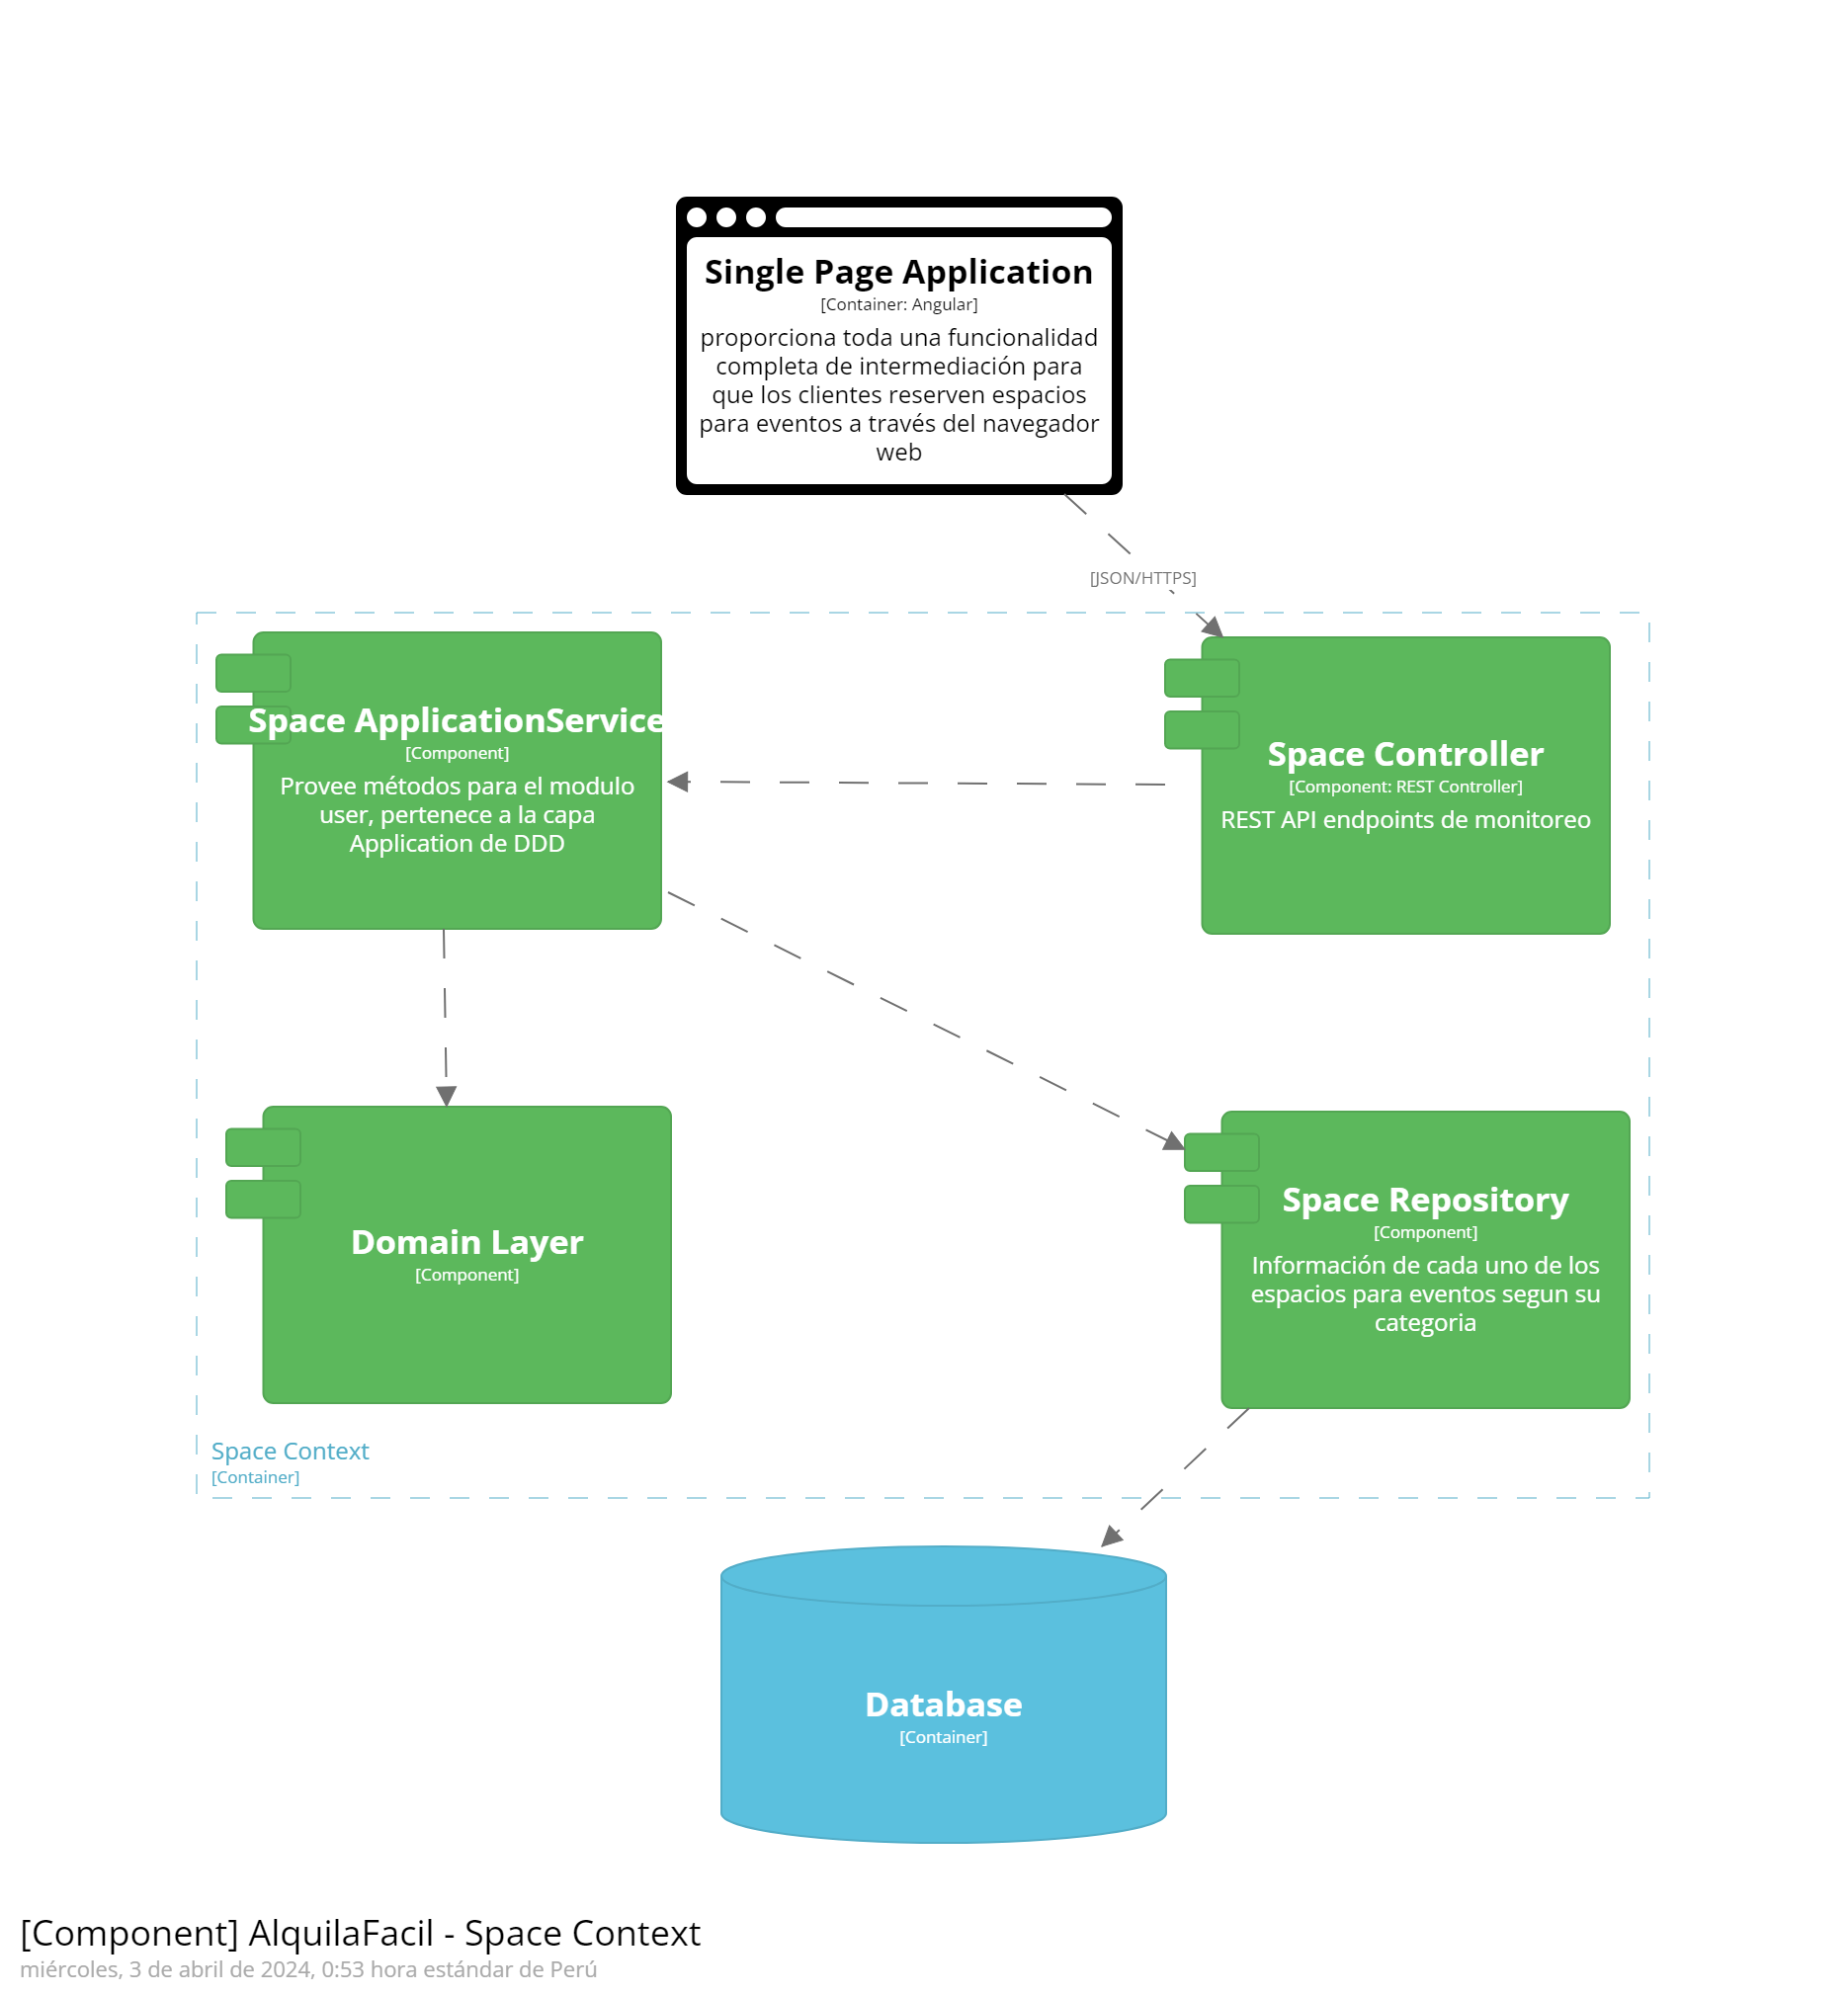 Single Page Application
[Container: Angular]
proporciona toda una funcionalidad
completa de intermediación para
que los clientes reserven espacios
para eventos a través del navegador
web
[JSON/HTTPS]
Space ApplicationService
[Component]
Provee métodos para el modulo
user, pertenece a la capa
Application de DDD
Space Controller
[Component: REST Controller]
REST API endpoints de monitoreo
Domain Layer
[Component]
Space Repository
[Component]
Información de cada uno de los
espacios para eventos segun su
categoria
Space Context
[Container]
Database
[Container]
[Component] AlquilaFacil - Space Context
miércoles, 3 de abril de 2024, 0:53 hora estándar de Perú